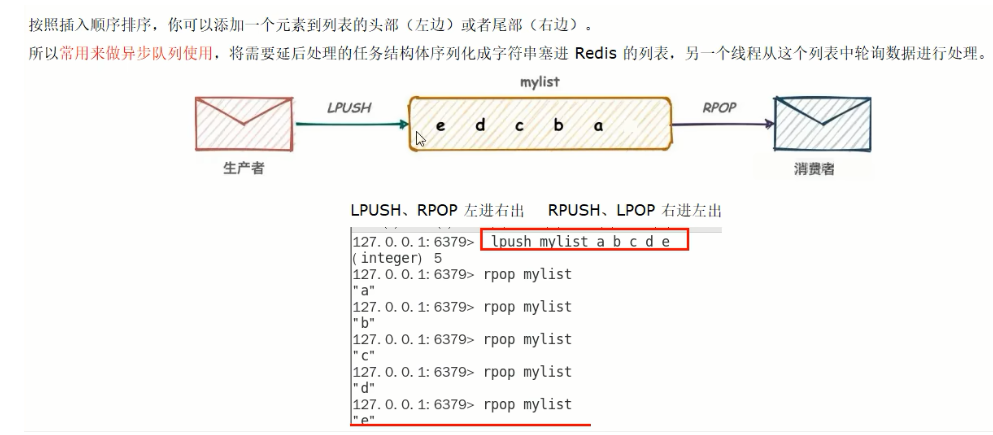 按照插入顺序排序，你可以添加一个元素到列表的头部（左边）或者尾部（右边）。
所以常用来做异步队列使用，将需要延后处理的任务结构体序列化成字符串塞进 Redis 的列表，另一个线程从这个列表中轮询数据进行处理。
mylist
LPUSH
e d c b a
RPOP
生产者
消费者
LPUSH、RPOP 左进右出 RPUSH、LPOP 右进左出
127.0.0.1:6379> lpush mylist a b c d e
(integer) 5
127.0.0.1:6379> rpop mylist
"a"
127.0.0.1:6379> rpop mylist
"b"
127.0.0.1:6379> rpop mylist
"c"
127.0.0.1:6379> rpop mylist
"d"
127.0.0.1:6379> rpop mylist
"e"